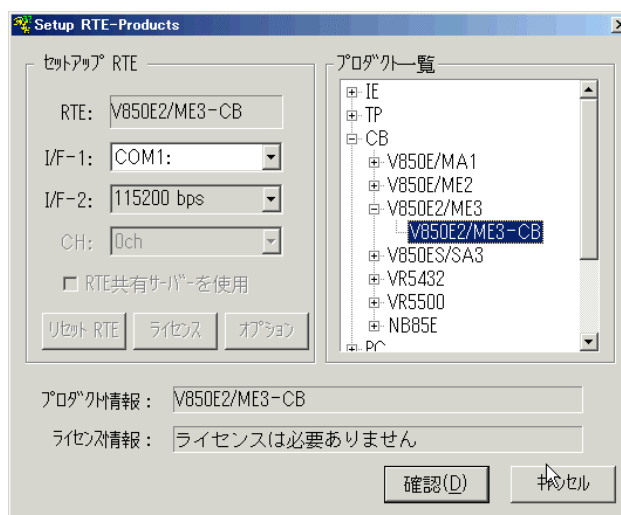 Setup RTE-Products
ｾｯﾄｱｯﾌﾟ RTE
RTE: V850E2/ME3-CB
I/F-1: COM1:
I/F-2: 115200 bps
CH: 0ch
RTE共有ｻｰﾊﾞｰを使用
ﾘｾｯﾄ RTE
ﾗｲｾﾝｽ
ｵﾌﾟｼｮﾝ
ﾌﾟﾛﾀﾞｸﾄ一覧
IE
TP
CB
V850E/MA1
V850E/ME2
V850E2/ME3
V850E2/ME3-CB
V850ES/SA3
VR5432
VR5500
NB85E
PC
ﾌﾟﾛﾀﾞｸﾄ情報： V850E2/ME3-CB
ﾗｲｾﾝｽ情報： ライセンスは必要ありません
確認(D)
ｷｬﾝｾﾙ